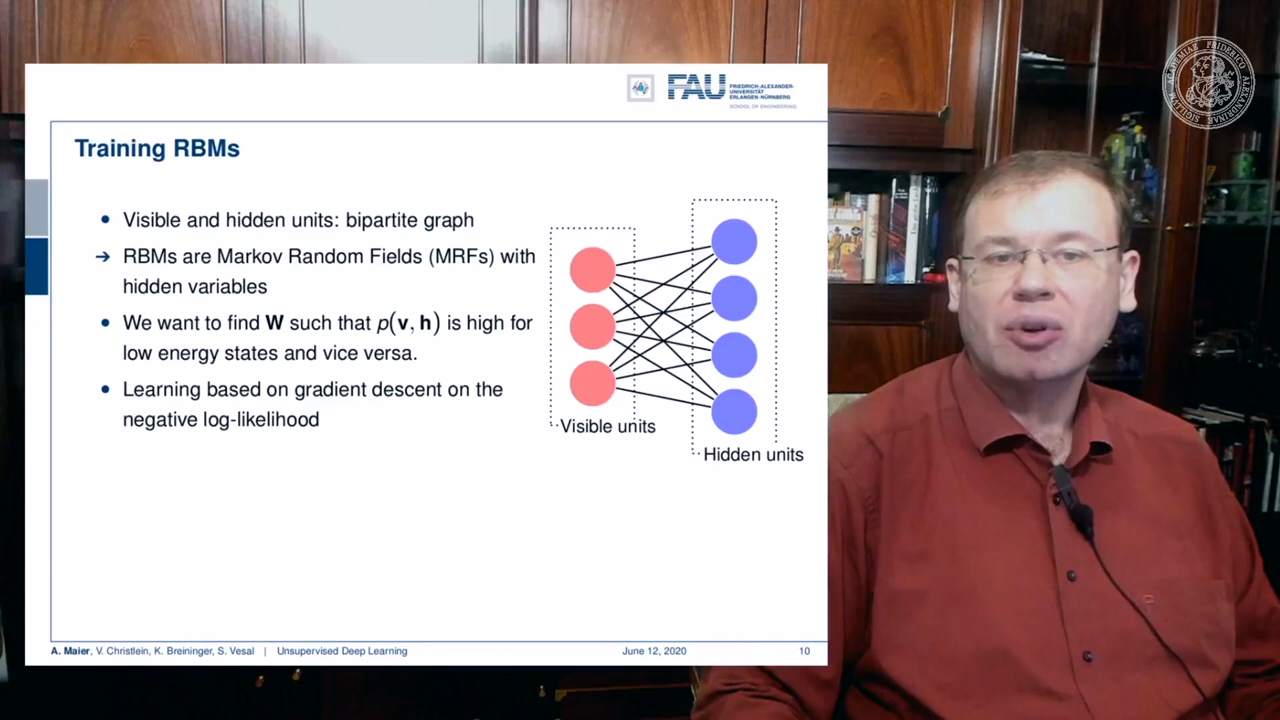 FAU
FRIEDRICH-ALEXANDER-
UNIVERSITÄT
ERLANGEN-NÜRNBERG
SCHOOL OF ENGINEERING
Training RBMs
• Visible and hidden units: bipartite graph
➔ RBMs are Markov Random Fields (MRFs) with
hidden variables
• We want to find W such that p(v, h) is high for
low energy states and vice versa.
• Learning based on gradient descent on the
negative log-likelihood
Visible units
Hidden units
A. Maier, V. Christlein, K. Breininger, S. Vesal | Unsupervised Deep Learning
June 12, 2020
10